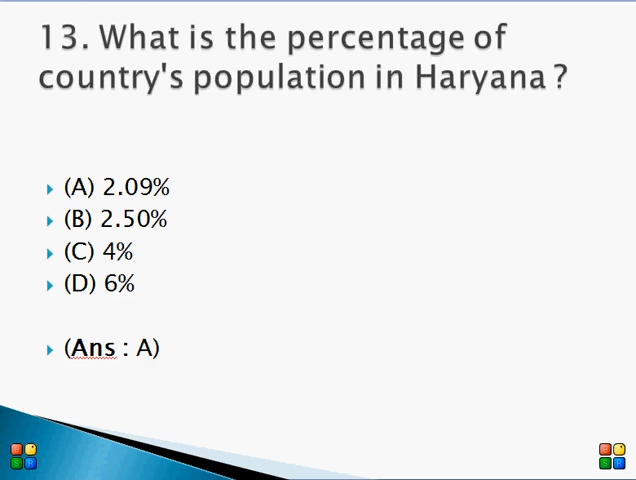 13. What is the percentage of
country's population in Haryana ?
(A) 2.09%
(B) 2.50%
(C) 4%
(D) 6%
(Ans : A)